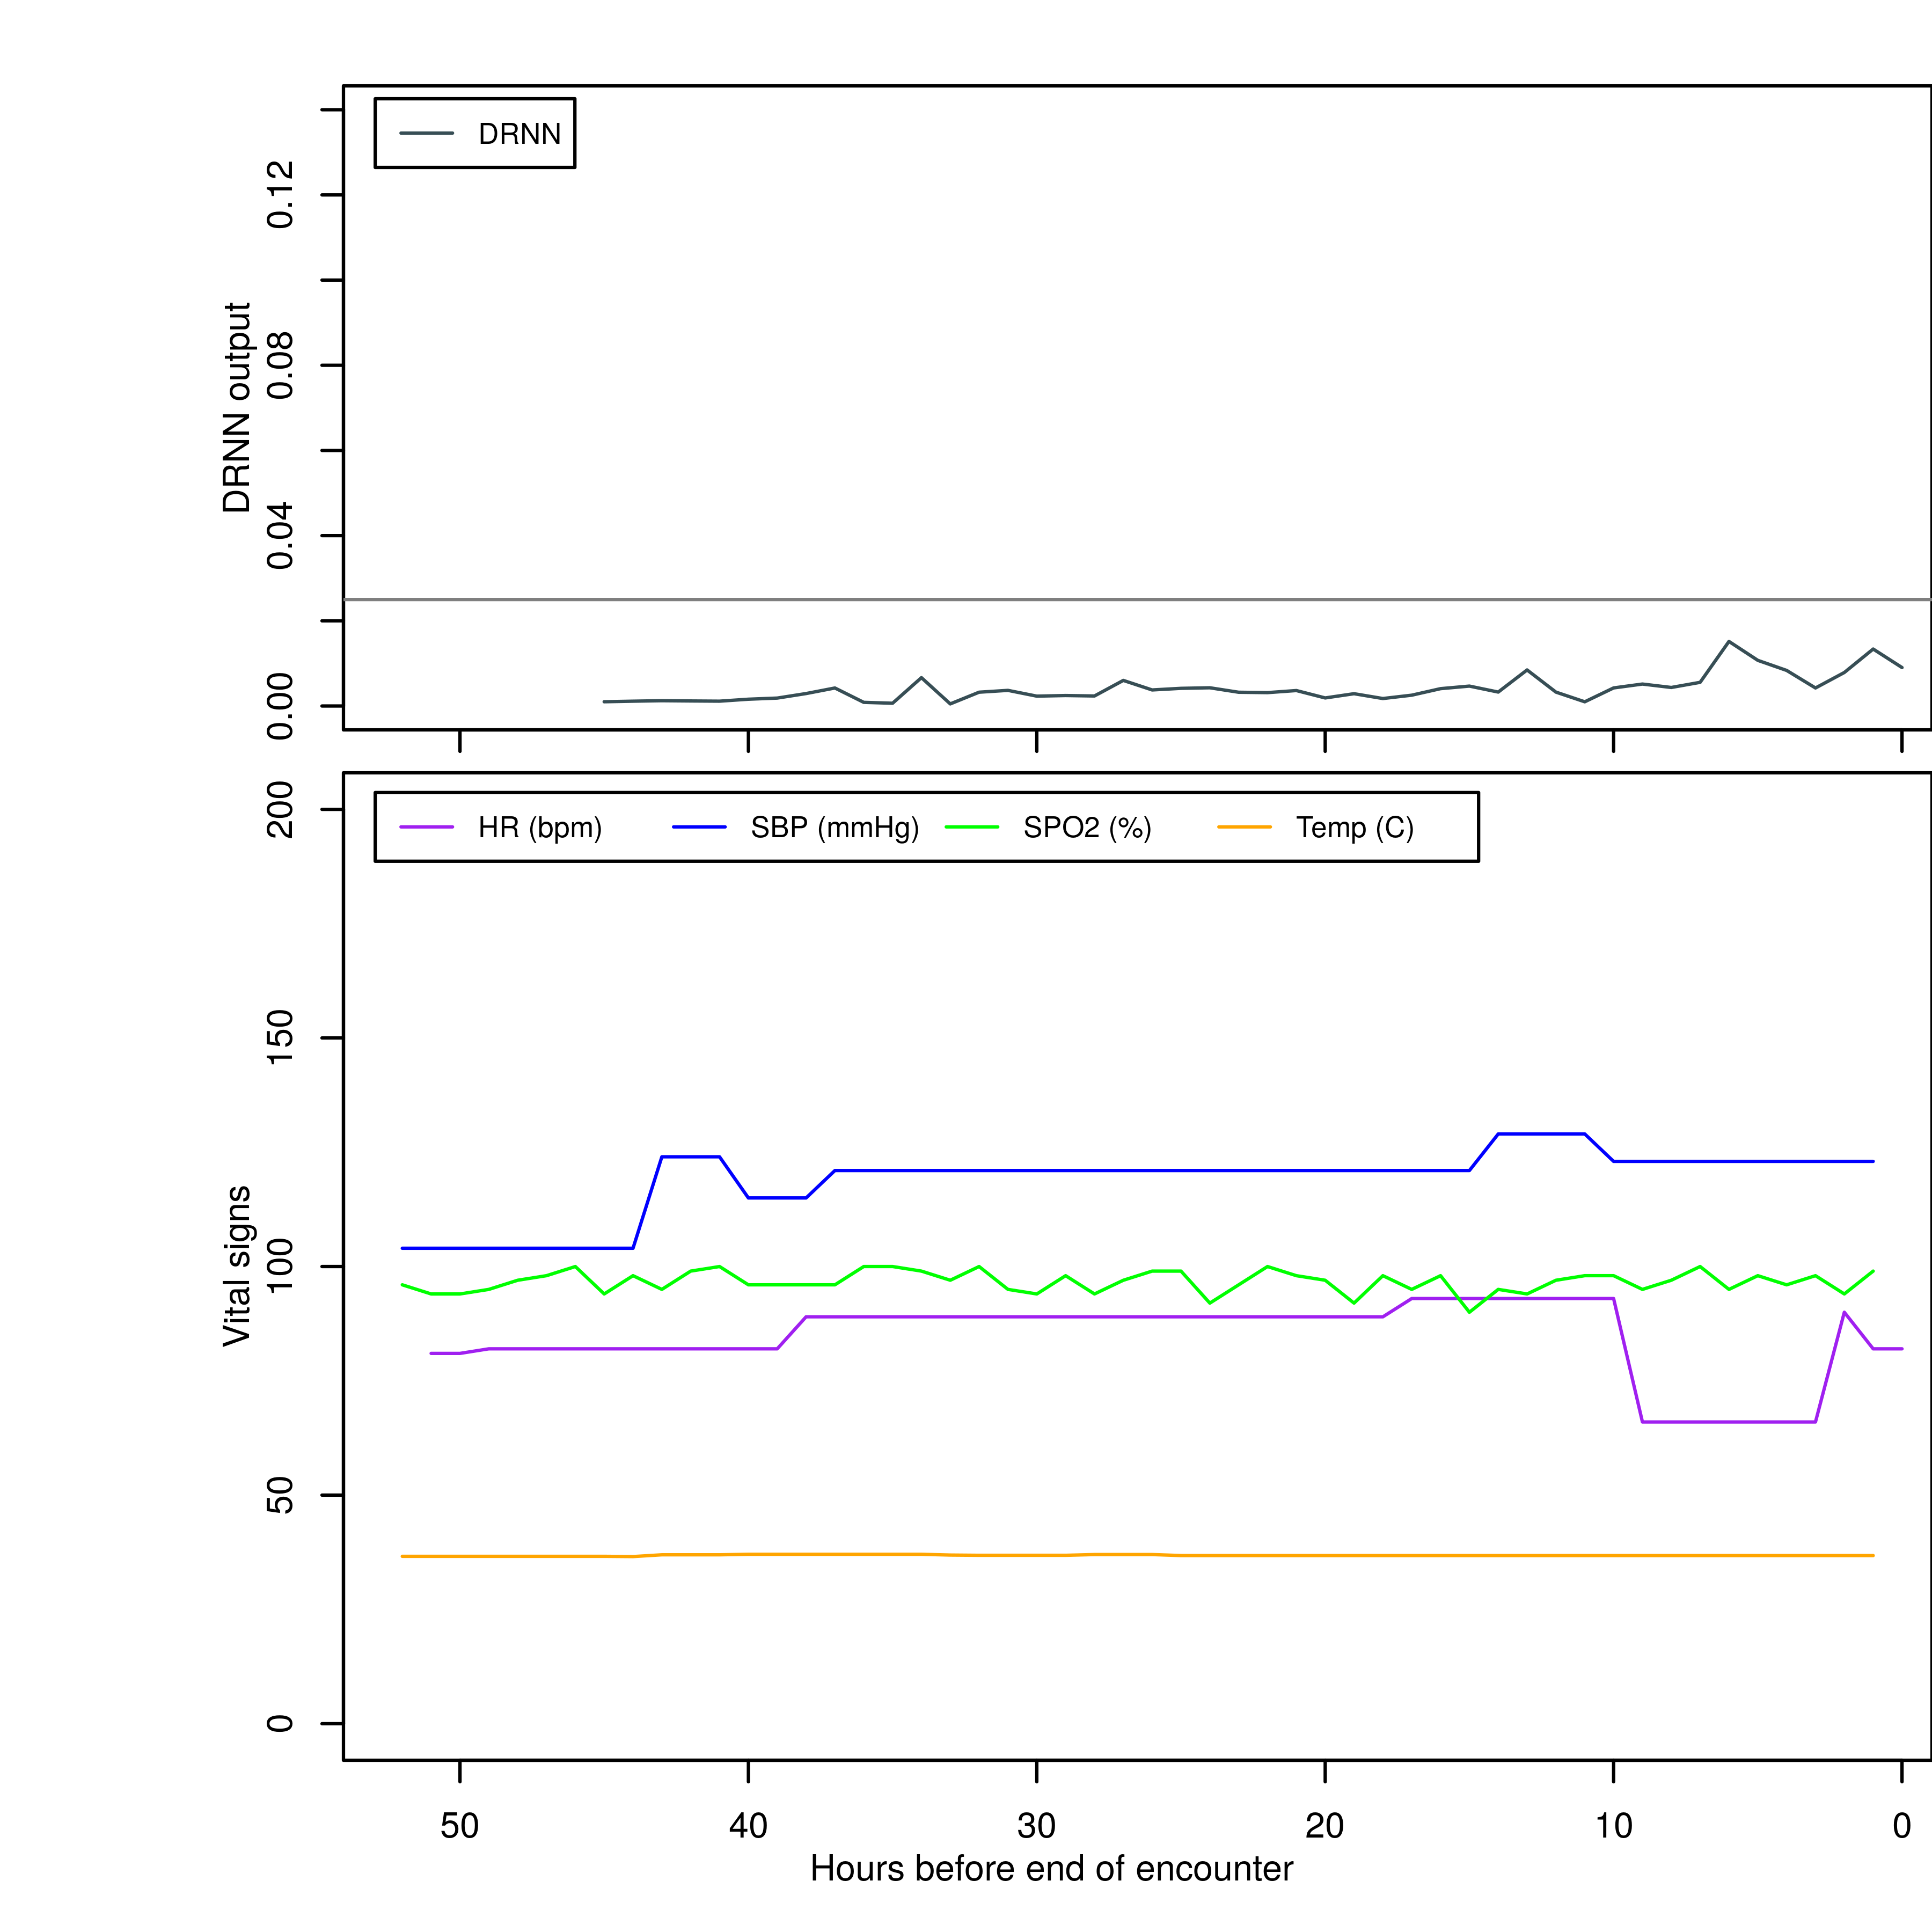 DRNN
0.12
0.08
0.04
0.00
DRNN output
HR (bpm) SBP (mmHg) SPO2 (%) Temp (C)
200
150
100
50
0
Vital signs
50 40 30 20 10 0
Hours before end of encounter